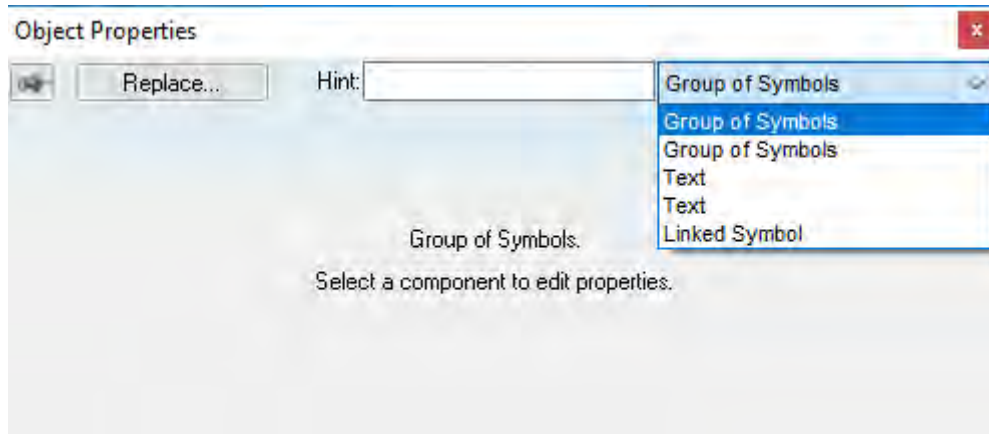 Object Properties
x
Replace... Hint: Group of Symbols
Group of Symbols
Group of Symbols
Text
Text
Linked Symbol
Group of Symbols.
Select a component to edit properties.